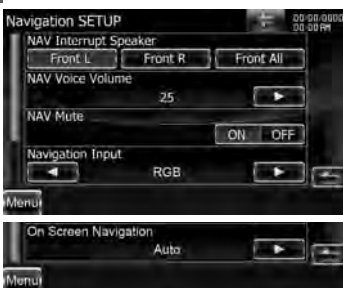 Navigation SETUP
00-00-0000
00:00 AM
NAV Interrupt Speaker
Front L Front R Front All
NAV Voice Volume
25
NAV Mute
ON OFF
Navigation Input
RGB
Menu
On Screen Navigation
Auto
Menu